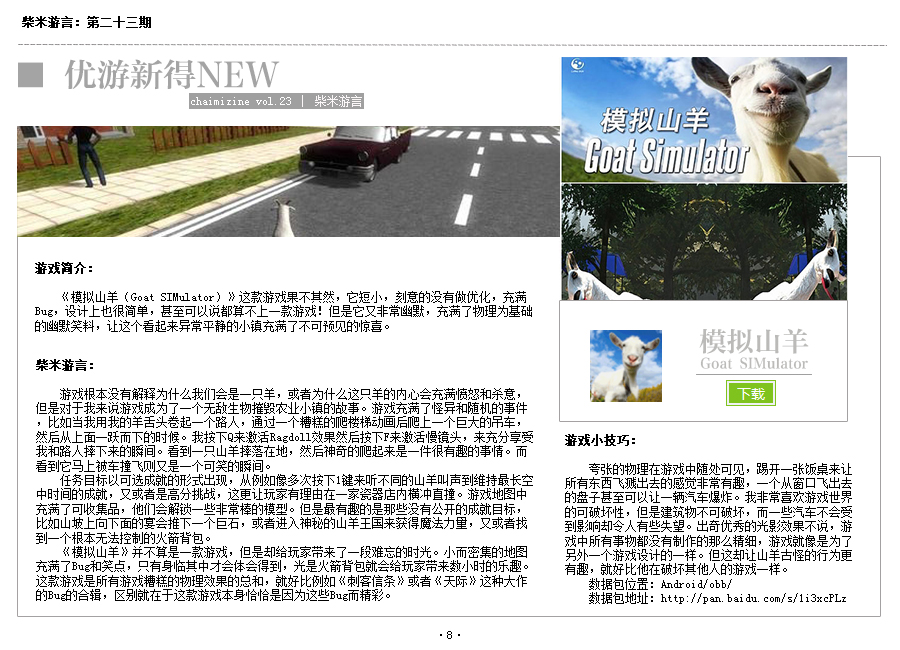 柴米游言：第二十三期
优游新得NEW
chaimizine vol.23 | 柴米游言
模拟山羊
Goat Simulator
游戏简介：
《模拟山羊（Goat SIMulator）》这款游戏果不其然，它短小，刻意的没有做优化，充满
Bug，设计上也很简单，甚至可以说都算不上一款游戏！但是它又非常幽默，充满了物理为基础
的幽默笑料，让这个看起来异常平静的小镇充满了不可预见的惊喜。
柴米游言：
游戏根本没有解释为什么我们会是一只羊，或者为什么这只羊的内心会充满愤怒和杀意，
但是对于我来说游戏成为了一个无敌生物摧毁农业小镇的故事。游戏充满了怪异和随机的事件
，比如当我用我的羊舌头卷起一个路人，通过一个糟糕的爬楼梯动画后爬上一个巨大的吊车，
然后从上面一跃而下的时候。我按下Q来激活Ragdoll效果然后按下F来激活慢镜头，来充分享受
我和路人摔下来的瞬间。看到一只山羊摔落在地，然后神奇的爬起来是一件很有趣的事情。而
看到它马上被车撞飞则又是一个可笑的瞬间。
任务目标以可选成就的形式出现，从例如像多次按下1键来听不同的山羊叫声到维持最长空
中时间的成就，又或者是高分挑战，这更让玩家有理由在一家瓷器店内横冲直撞。游戏地图中
充满了可收集品，他们会解锁一些非常棒的模型。但是最有趣的是那些没有公开的成就目标，
比如山坡上向下面的宴会推下一个巨石，或者进入神秘的山羊王国来获得魔法力量，又或者找
到一个根本无法控制的火箭背包。
《模拟山羊》并不算是一款游戏，但是却给玩家带来了一段难忘的时光。小而密集的地图
充满了Bug和笑点，只有身临其中才会体会得到，光是火箭背包就会给玩家带来数小时的乐趣。
这款游戏是所有游戏糟糕的物理效果的总和，就好比例如《刺客信条》或者《天际》这种大作
的Bug的合辑，区别就在于这款游戏本身恰恰是因为这些Bug而精彩。
模拟山羊
Goat SIMulator
下载
游戏小技巧：
夸张的物理在游戏中随处可见，踢开一张饭桌来让
所有东西飞溅出去的感觉非常有趣，一个从窗口飞出去
的盘子甚至可以让一辆汽车爆炸。我非常喜欢游戏世界
的可破坏性，但是建筑物不可破坏，而一些汽车不会受
到影响却令人有些失望。出奇优秀的光影效果不说，游
戏中所有事物都没有制作的那么精细，游戏就像是为了
另外一个游戏设计的一样。但这却让山羊古怪的行为更
有趣，就好比他在破坏其他人的游戏一样。
数据包位置：Android/obb/
数据包地址：http://pan.baidu.com/s/1i3xcPLz
·8·